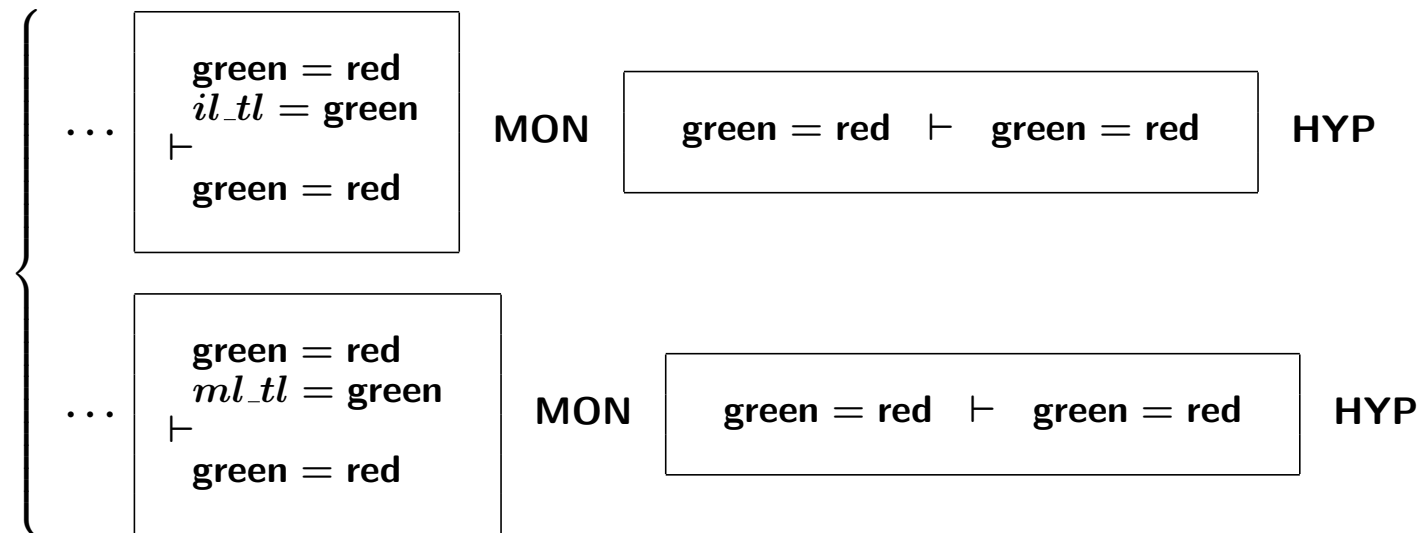 green = red
il_tl = green
⊢
green = red
... MON green = red ⊢ green = red HYP
green = red
ml_tl = green
⊢
green = red
... MON green = red ⊢ green = red HYP